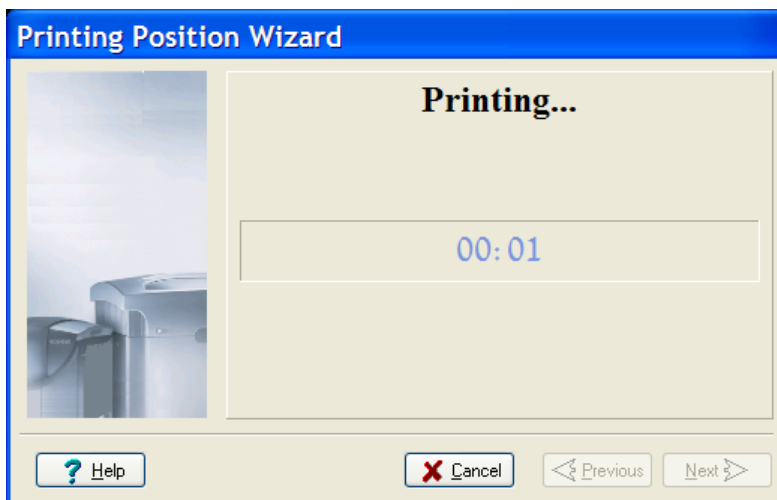 Printing Position Wizard
Printing...
00:01
? Help
Cancel
Previous
Next